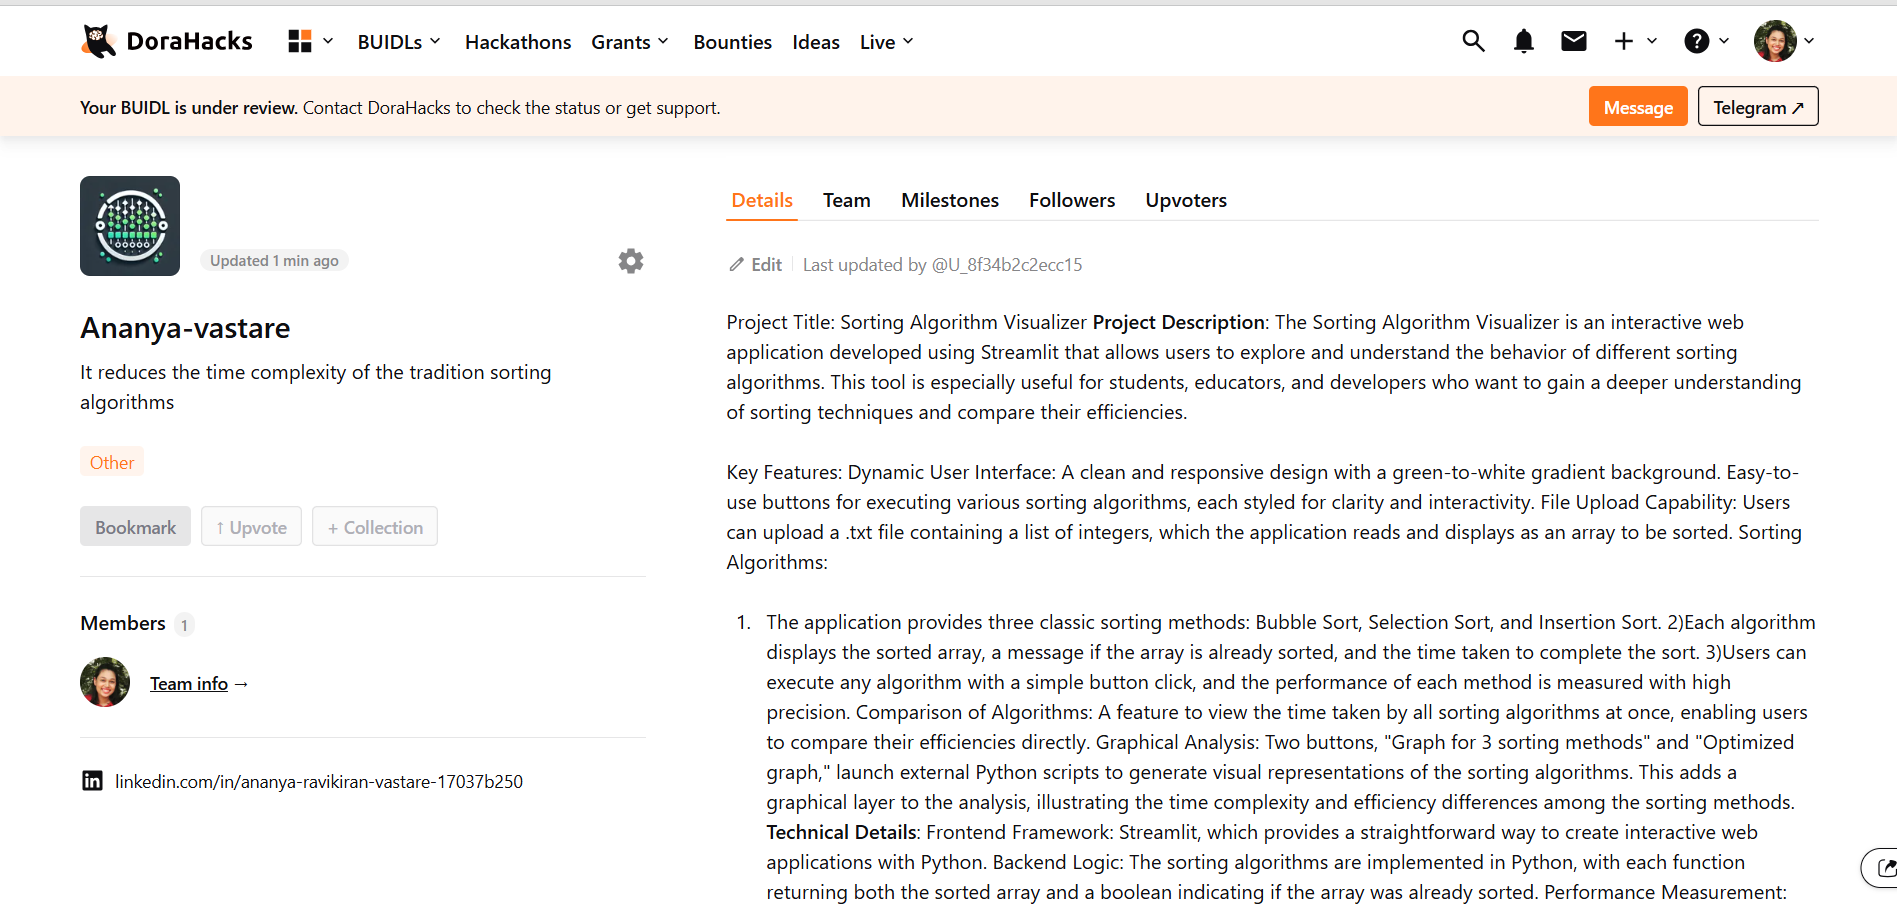 DoraHacks
BUIDLs
Hackathons
Grants
Bounties
Ideas
Live
Your BUIDL is under review. Contact DoraHacks to check the status or get support.
Message
Telegram ↗
Updated 1 min ago
Ananya-vastare
It reduces the time complexity of the tradition sorting
algorithms
Other
Bookmark
↑ Upvote
+ Collection
Members 1
Team info →
linkedin.com/in/ananya-ravikiran-vastare-17037b250
Details
Team
Milestones
Followers
Upvoters
Edit
Last updated by @U_8f34b2c2ecc15
Project Title: Sorting Algorithm Visualizer Project Description: The Sorting Algorithm Visualizer is an interactive web
application developed using Streamlit that allows users to explore and understand the behavior of different sorting
algorithms. This tool is especially useful for students, educators, and developers who want to gain a deeper understanding
of sorting techniques and compare their efficiencies.
Key Features: Dynamic User Interface: A clean and responsive design with a green-to-white gradient background. Easy-to-
use buttons for executing various sorting algorithms, each styled for clarity and interactivity. File Upload Capability: Users
can upload a .txt file containing a list of integers, which the application reads and displays as an array to be sorted. Sorting
Algorithms:
1. The application provides three classic sorting methods: Bubble Sort, Selection Sort, and Insertion Sort. 2)Each algorithm
displays the sorted array, a message if the array is already sorted, and the time taken to complete the sort. 3)Users can
execute any algorithm with a simple button click, and the performance of each method is measured with high
precision. Comparison of Algorithms: A feature to view the time taken by all sorting algorithms at once, enabling users
to compare their efficiencies directly. Graphical Analysis: Two buttons, "Graph for 3 sorting methods" and "Optimized
graph," launch external Python scripts to generate visual representations of the sorting algorithms. This adds a
graphical layer to the analysis, illustrating the time complexity and efficiency differences among the sorting methods.
Technical Details: Frontend Framework: Streamlit, which provides a straightforward way to create interactive web
applications with Python. Backend Logic: The sorting algorithms are implemented in Python, with each function
returning both the sorted array and a boolean indicating if the array was already sorted. Performance Measurement: